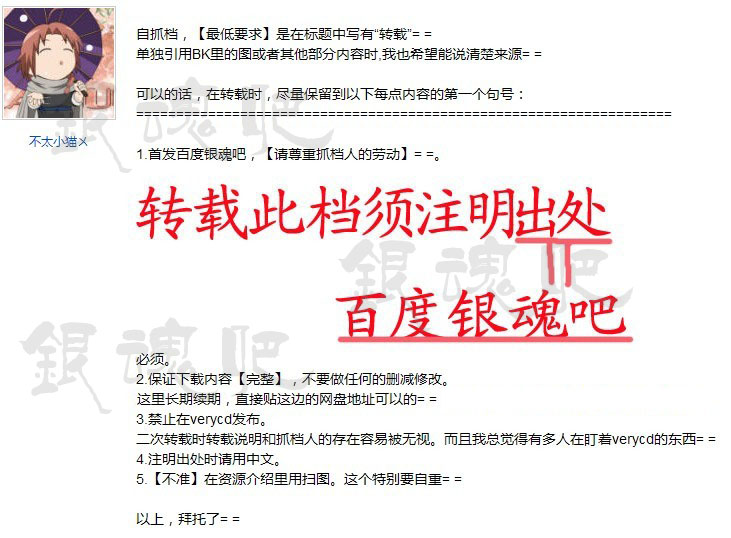 自抓档，【最低要求】是在标题中写有“转载”= =
单独引用BK里的图或者其他部分内容时,我也希望能说清楚来源= =
可以的话，在转载时，尽量保留到以下每点内容的第一个句号：
===================================================================
不太小猫乄
1.首发百度银魂吧，【请尊重抓档人的劳动】= =。
转载此档须注明出处
百度银魂吧
必须。
2.保证下载内容【完整】，不要做任何的删减修改。
这里长期续期，直接贴这边的网盘地址可以的= =
3.禁止在verycd发布。
二次转载时转载说明和抓档人的存在容易被无视。而且我总觉得有多人在盯着verycd的东西= =
4.注明出处时请用中文。
5.【不准】在资源介绍里用扫图。这个特别要自重= =
以上，拜托了= =
銀魂吧
銀魂吧
銀魂吧